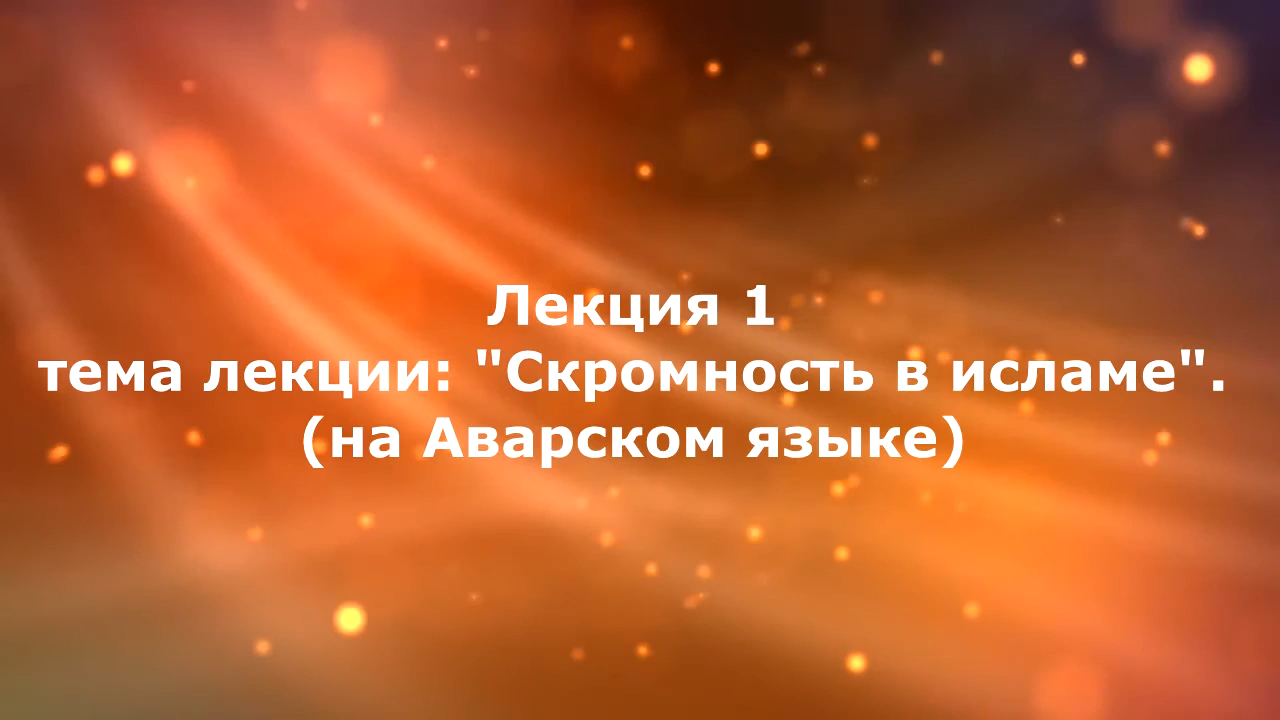 Лекция 1
тема лекции: "Скромность в исламе".
(на Аварском языке)